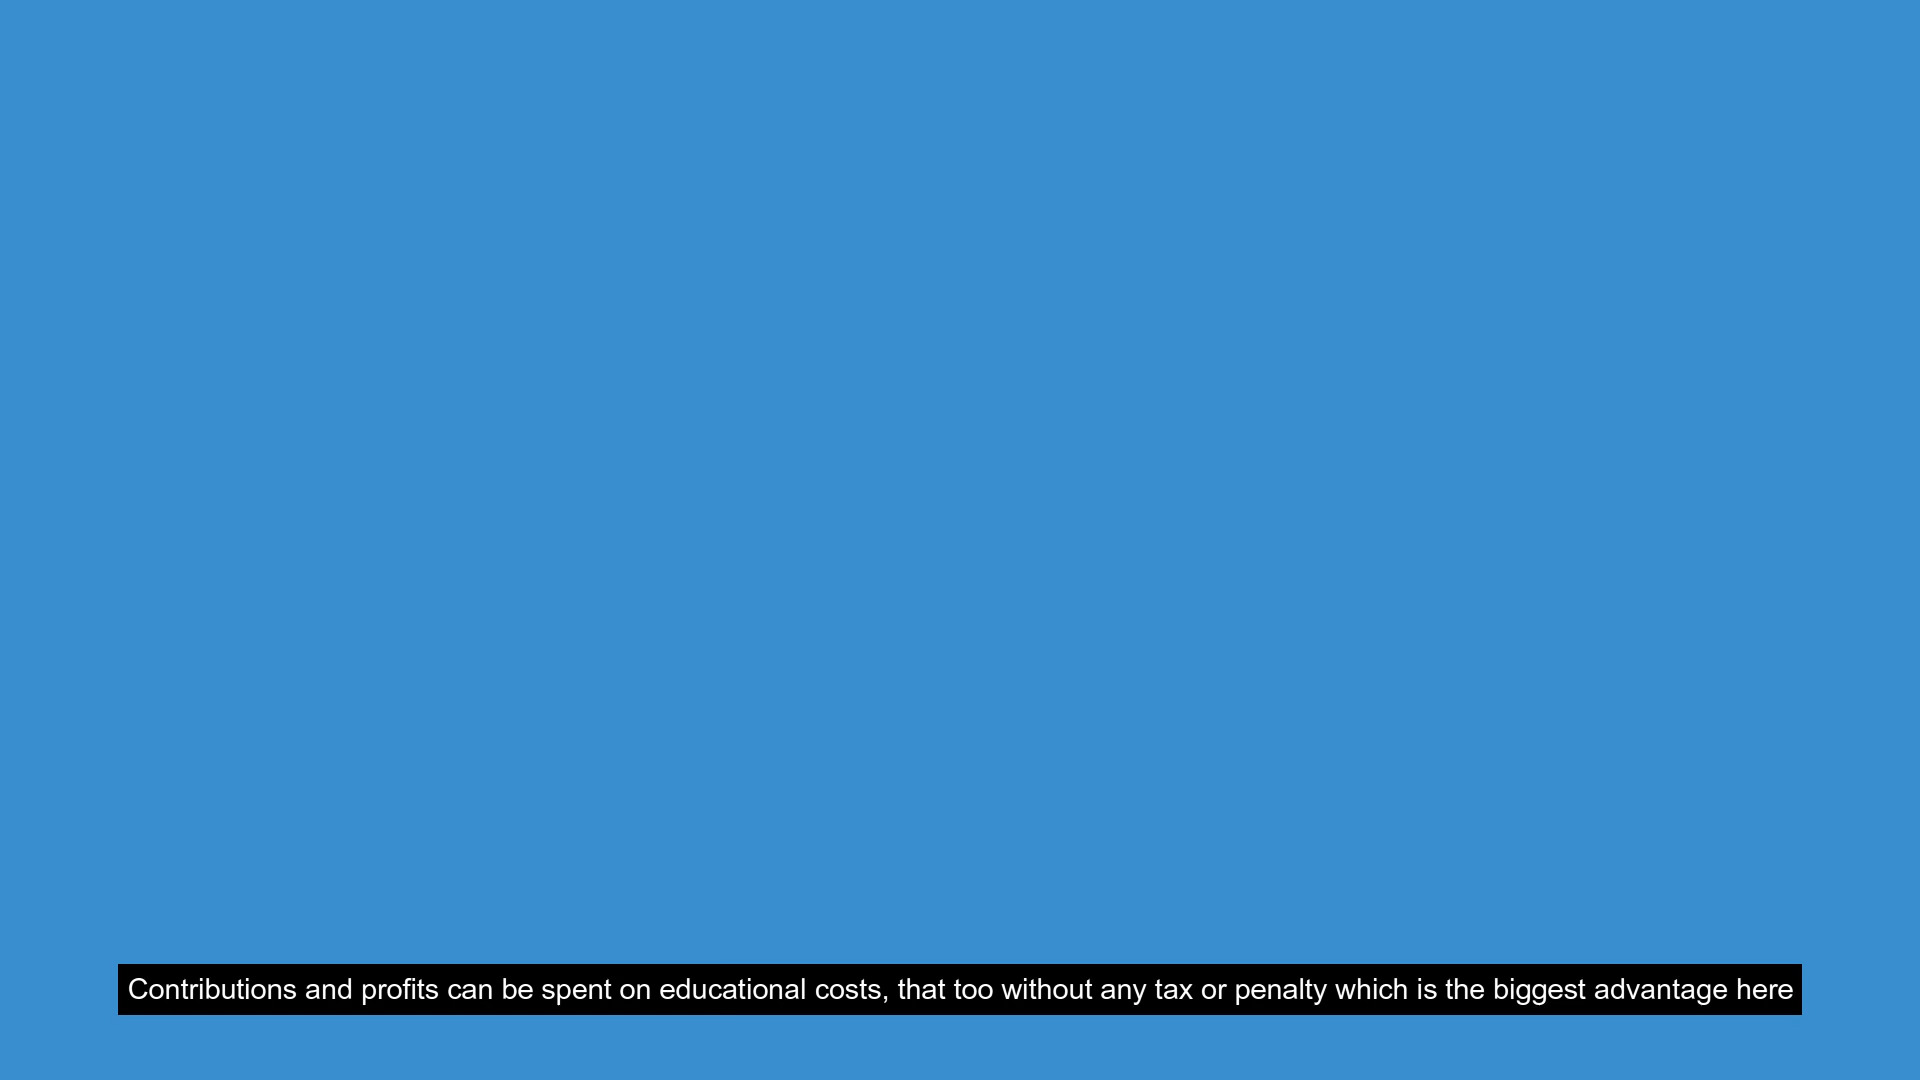 Contributions and profits can be spent on educational costs, that too without any tax or penalty which is the biggest advantage here